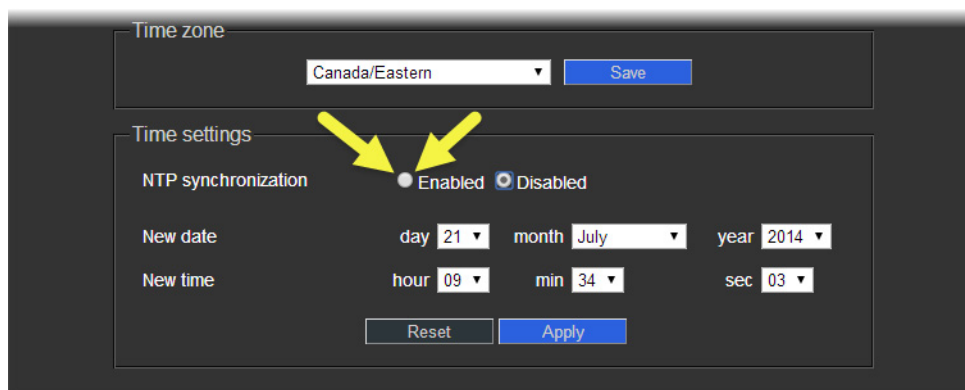 Time zone
Canada/Eastern Save
Time settings
NTP synchronization Enabled Disabled
New date day 21 month July year 2014
New time hour 09 min 34 sec 03
Reset Apply